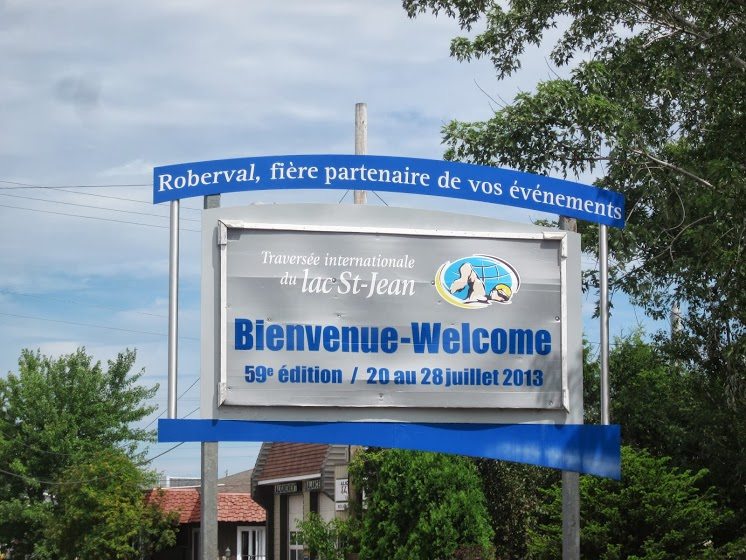 Roberval, fière partenaire de vos événements
Traversée internationale
du lac St-Jean
Bienvenue-Welcome
59e édition / 20 au 28 juillet 2013
ALIGNEMENT